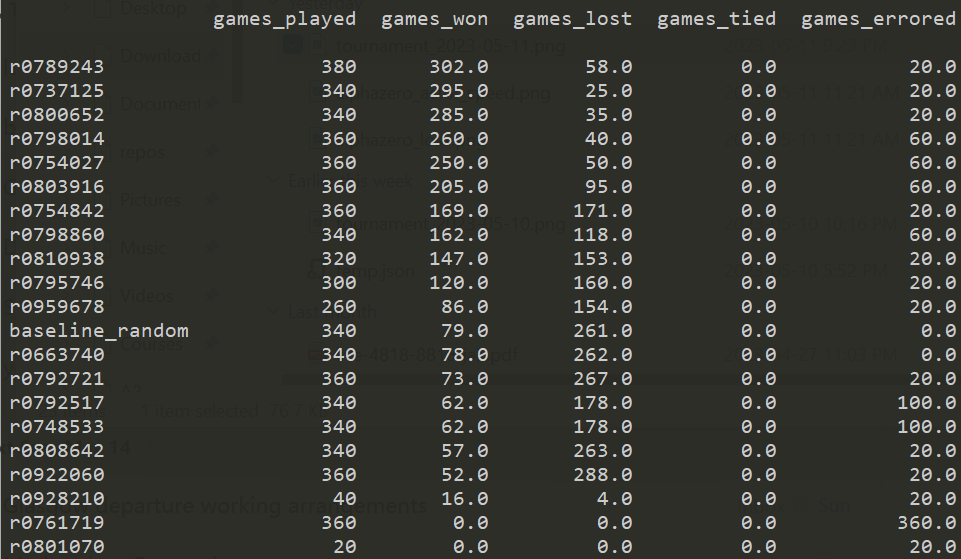 games_played games_won games_lost games_tied games_errored
r0789243 380 302.0 58.0 0.0 20.0
r0737125 340 295.0 25.0 0.0 20.0
r0800652 340 285.0 35.0 0.0 20.0
r0798014 360 260.0 40.0 0.0 60.0
r0754027 360 250.0 50.0 0.0 60.0
r0803916 360 205.0 95.0 0.0 60.0
r0754842 360 169.0 171.0 0.0 20.0
r0798860 340 162.0 118.0 0.0 60.0
r0810938 320 147.0 153.0 0.0 20.0
r0795746 300 120.0 160.0 0.0 20.0
r0959678 260 86.0 154.0 0.0 20.0
baseline_random 340 79.0 261.0 0.0 0.0
r0663740 340 78.0 262.0 0.0 0.0
r0792721 360 73.0 267.0 0.0 20.0
r0792517 340 62.0 178.0 0.0 100.0
r0748533 340 62.0 178.0 0.0 100.0
r0808642 340 57.0 263.0 0.0 20.0
r0922060 360 52.0 288.0 0.0 20.0
r0928210 40 16.0 4.0 0.0 20.0
r0761719 360 0.0 0.0 0.0 360.0
r0801070 20 0.0 0.0 0.0 20.0